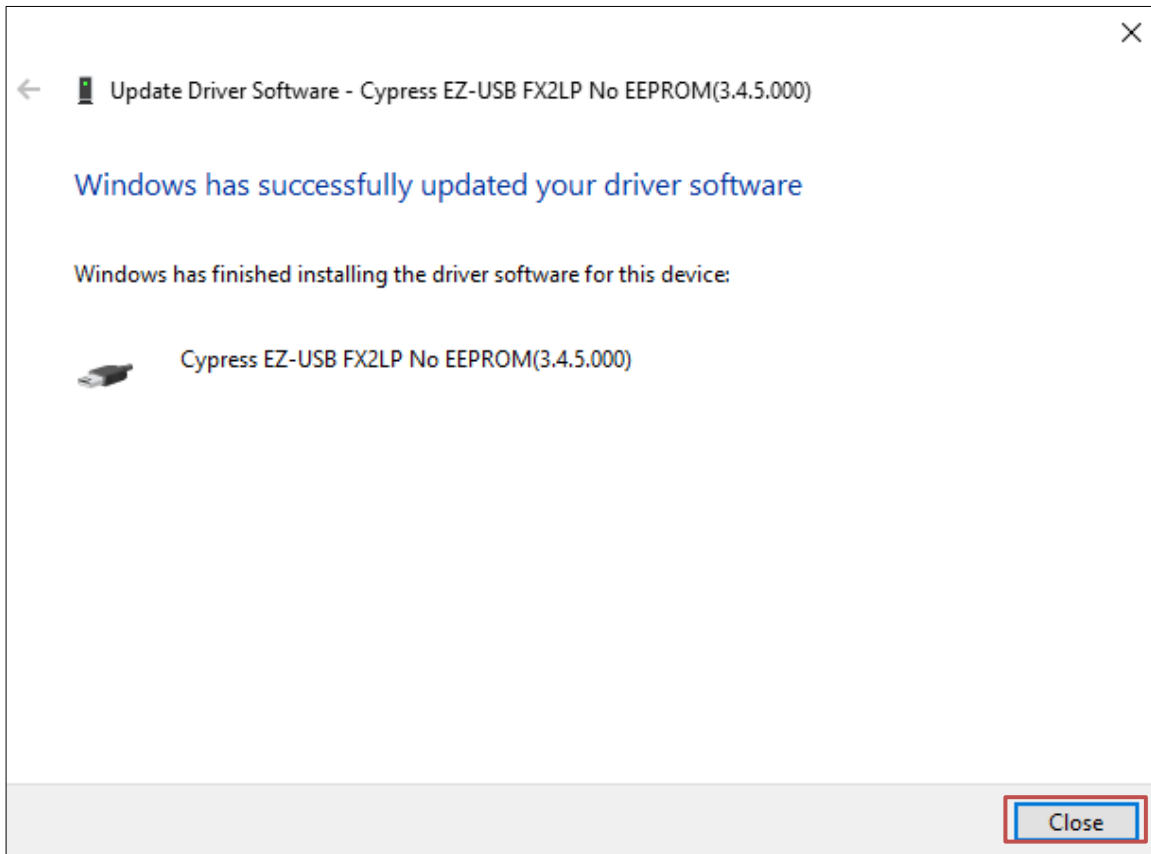 Update Driver Software - Cypress EZ-USB FX2LP No EEPROM(3.4.5.000)
Windows has successfully updated your driver software
Windows has finished installing the driver software for this device:
Cypress EZ-USB FX2LP No EEPROM(3.4.5.000)
Close